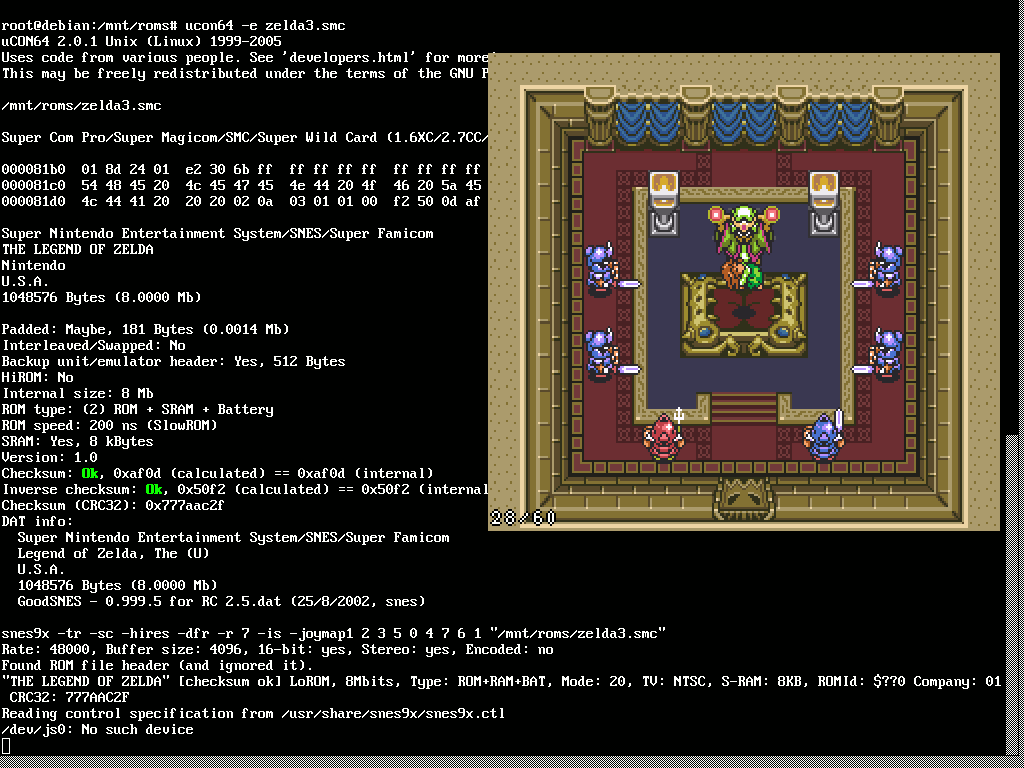 root@debian:/mnt/roms# ucon64 -e zelda3.smc
uCON64 2.0.1 Unix (Linux) 1999-2005
Uses code from various people. See 'developers.html' for more
This may be freely redistributed under the terms of the GNU
/mnt/roms/zelda3.smc
Super Com Pro/Super Magicom/SMC/Super Wild Card (1.6XC/2.7CC/
000081b0  01 8d 24 01  e2 30 6b ff  ff ff ff ff  ff ff ff ff
000081c0  54 48 45 20  4c 45 47 45  4e 44 20 4f  46 20 5a 45
000081d0  4c 44 41 20  20 20 02 0a  03 01 01 00  f2 50 0d af
Super Nintendo Entertainment System/SNES/Super Famicom
THE LEGEND OF ZELDA
Nintendo
U.S.A.
1048576 Bytes (8.0000 Mb)
Padded: Maybe, 181 Bytes (0.0014 Mb)
Interleaved/Swapped: No
Backup unit/emulator header: Yes, 512 Bytes
HiROM: No
Internal size: 8 Mb
ROM type: (2) ROM + SRAM + Battery
ROM speed: 200 ns (SlowROM)
SRAM: Yes, 8 kBytes
Version: 1.0
Checksum: Ok, 0xaf0d (calculated) == 0xaf0d (internal)
Inverse checksum: Ok, 0x50f2 (calculated) == 0x50f2 (internal
Checksum (CRC32): 0x777aac2f
DAT info:
  Super Nintendo Entertainment System/SNES/Super Famicom
  Legend of Zelda, The (U)
  U.S.A.
  1048576 Bytes (8.0000 Mb)
  GoodSNES - 0.999.5 for RC 2.5.dat (25/8/2002, snes)
28/60
snes9x -tr -sc -hires -dfr -r 7 -is -joymap1 2 3 5 0 4 7 6 1 "/mnt/roms/zelda3.smc"
Rate: 48000, Buffer size: 4096, 16-bit: yes, Stereo: yes, Encoded: no
Found ROM file header (and ignored it).
"THE LEGEND OF ZELDA" [checksum ok] LoROM, 8Mbits, Type: ROM+RAM+BAT, Mode: 20, TV: NTSC, S-RAM: 8KB, ROMId: $??0 Company: 01
 CRC32: 777AAC2F
Reading control specification from /usr/share/snes9x/snes9x.ctl
/dev/js0: No such device